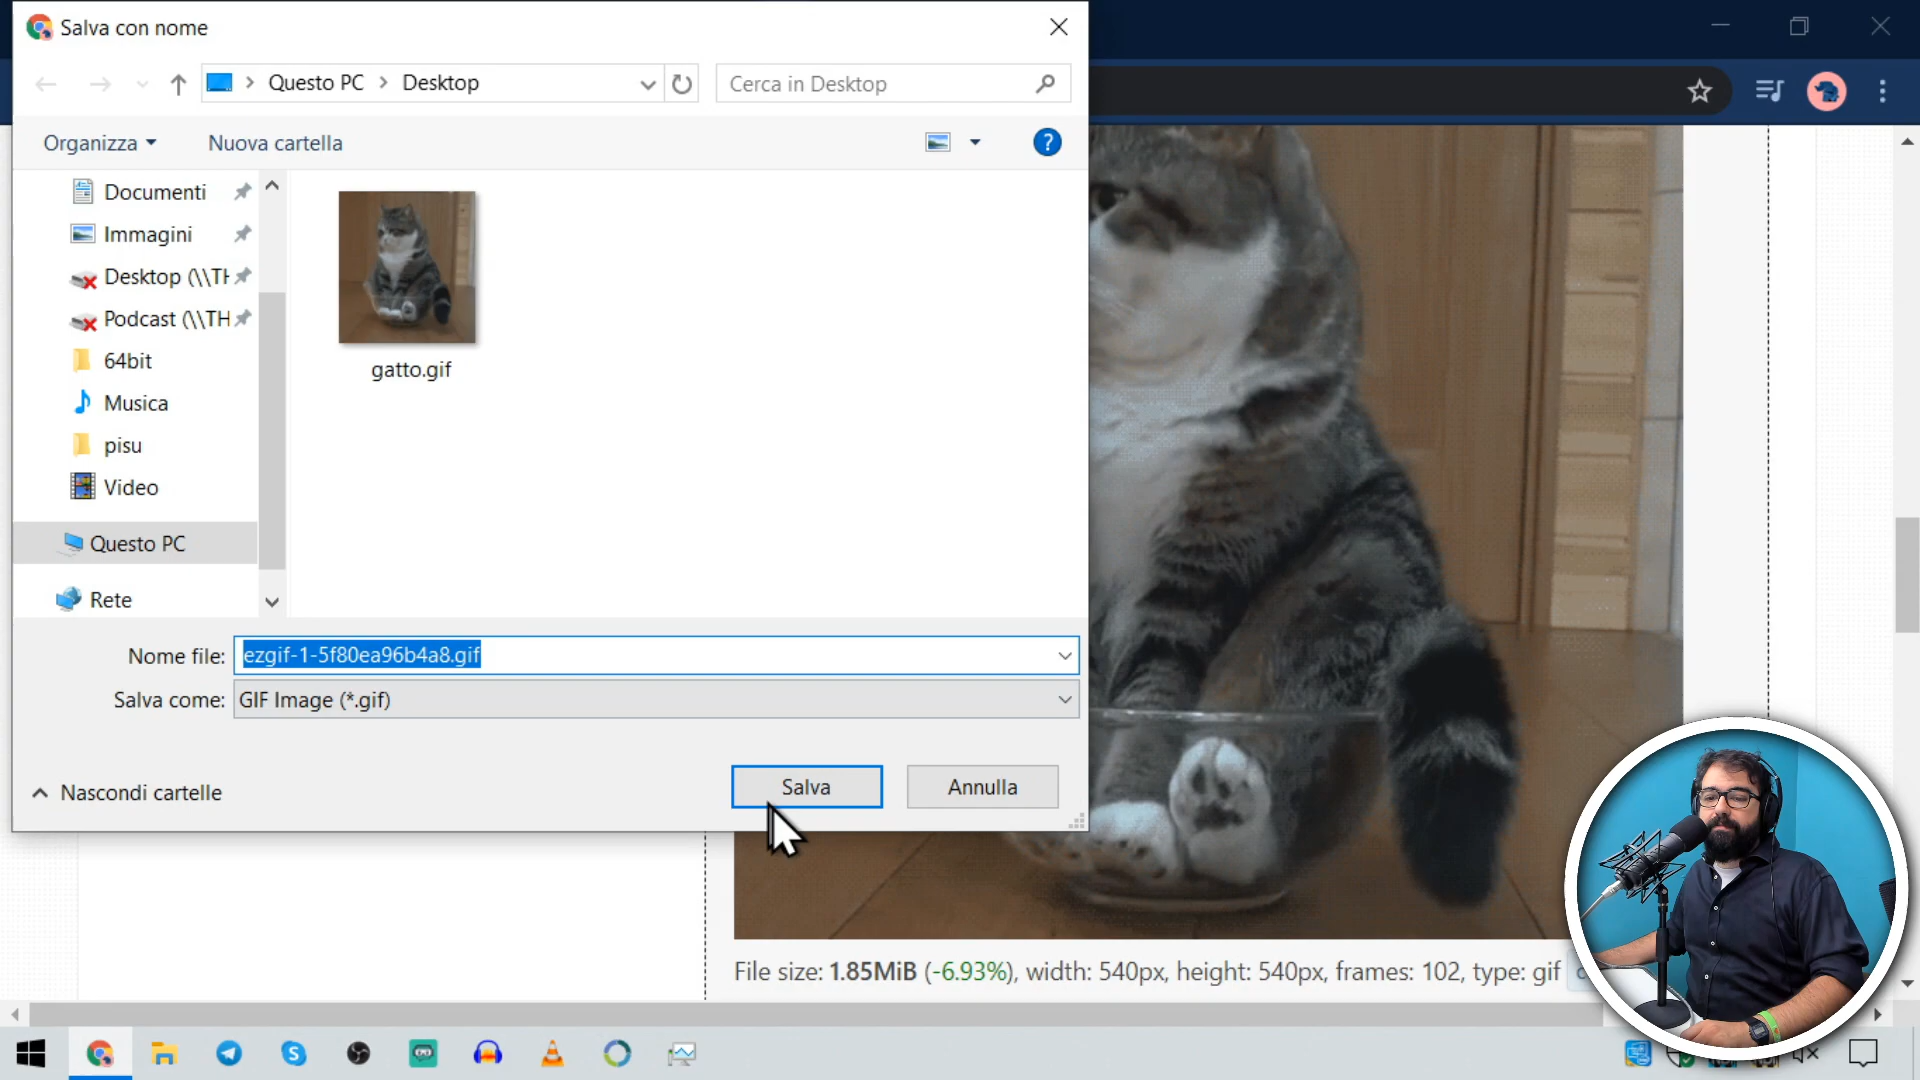 Salva con nome
Questo PC
Desktop
Cerca in Desktop
Organizza
Nuova cartella
?
Documenti
Immagini
Desktop (\\TH
Podcast (\\TH
64bit
Musica
pisu
Video
Questo PC
Rete
gatto.gif
Nome file: ezgif-1-5f80ea96b4a8.gif
Salva come: GIF Image (*.gif)
Nascondi cartelle
Salva
Annulla
File size: 1.85MiB (-6.93%), width: 540px, height: 540px, frames: 102, type: gif